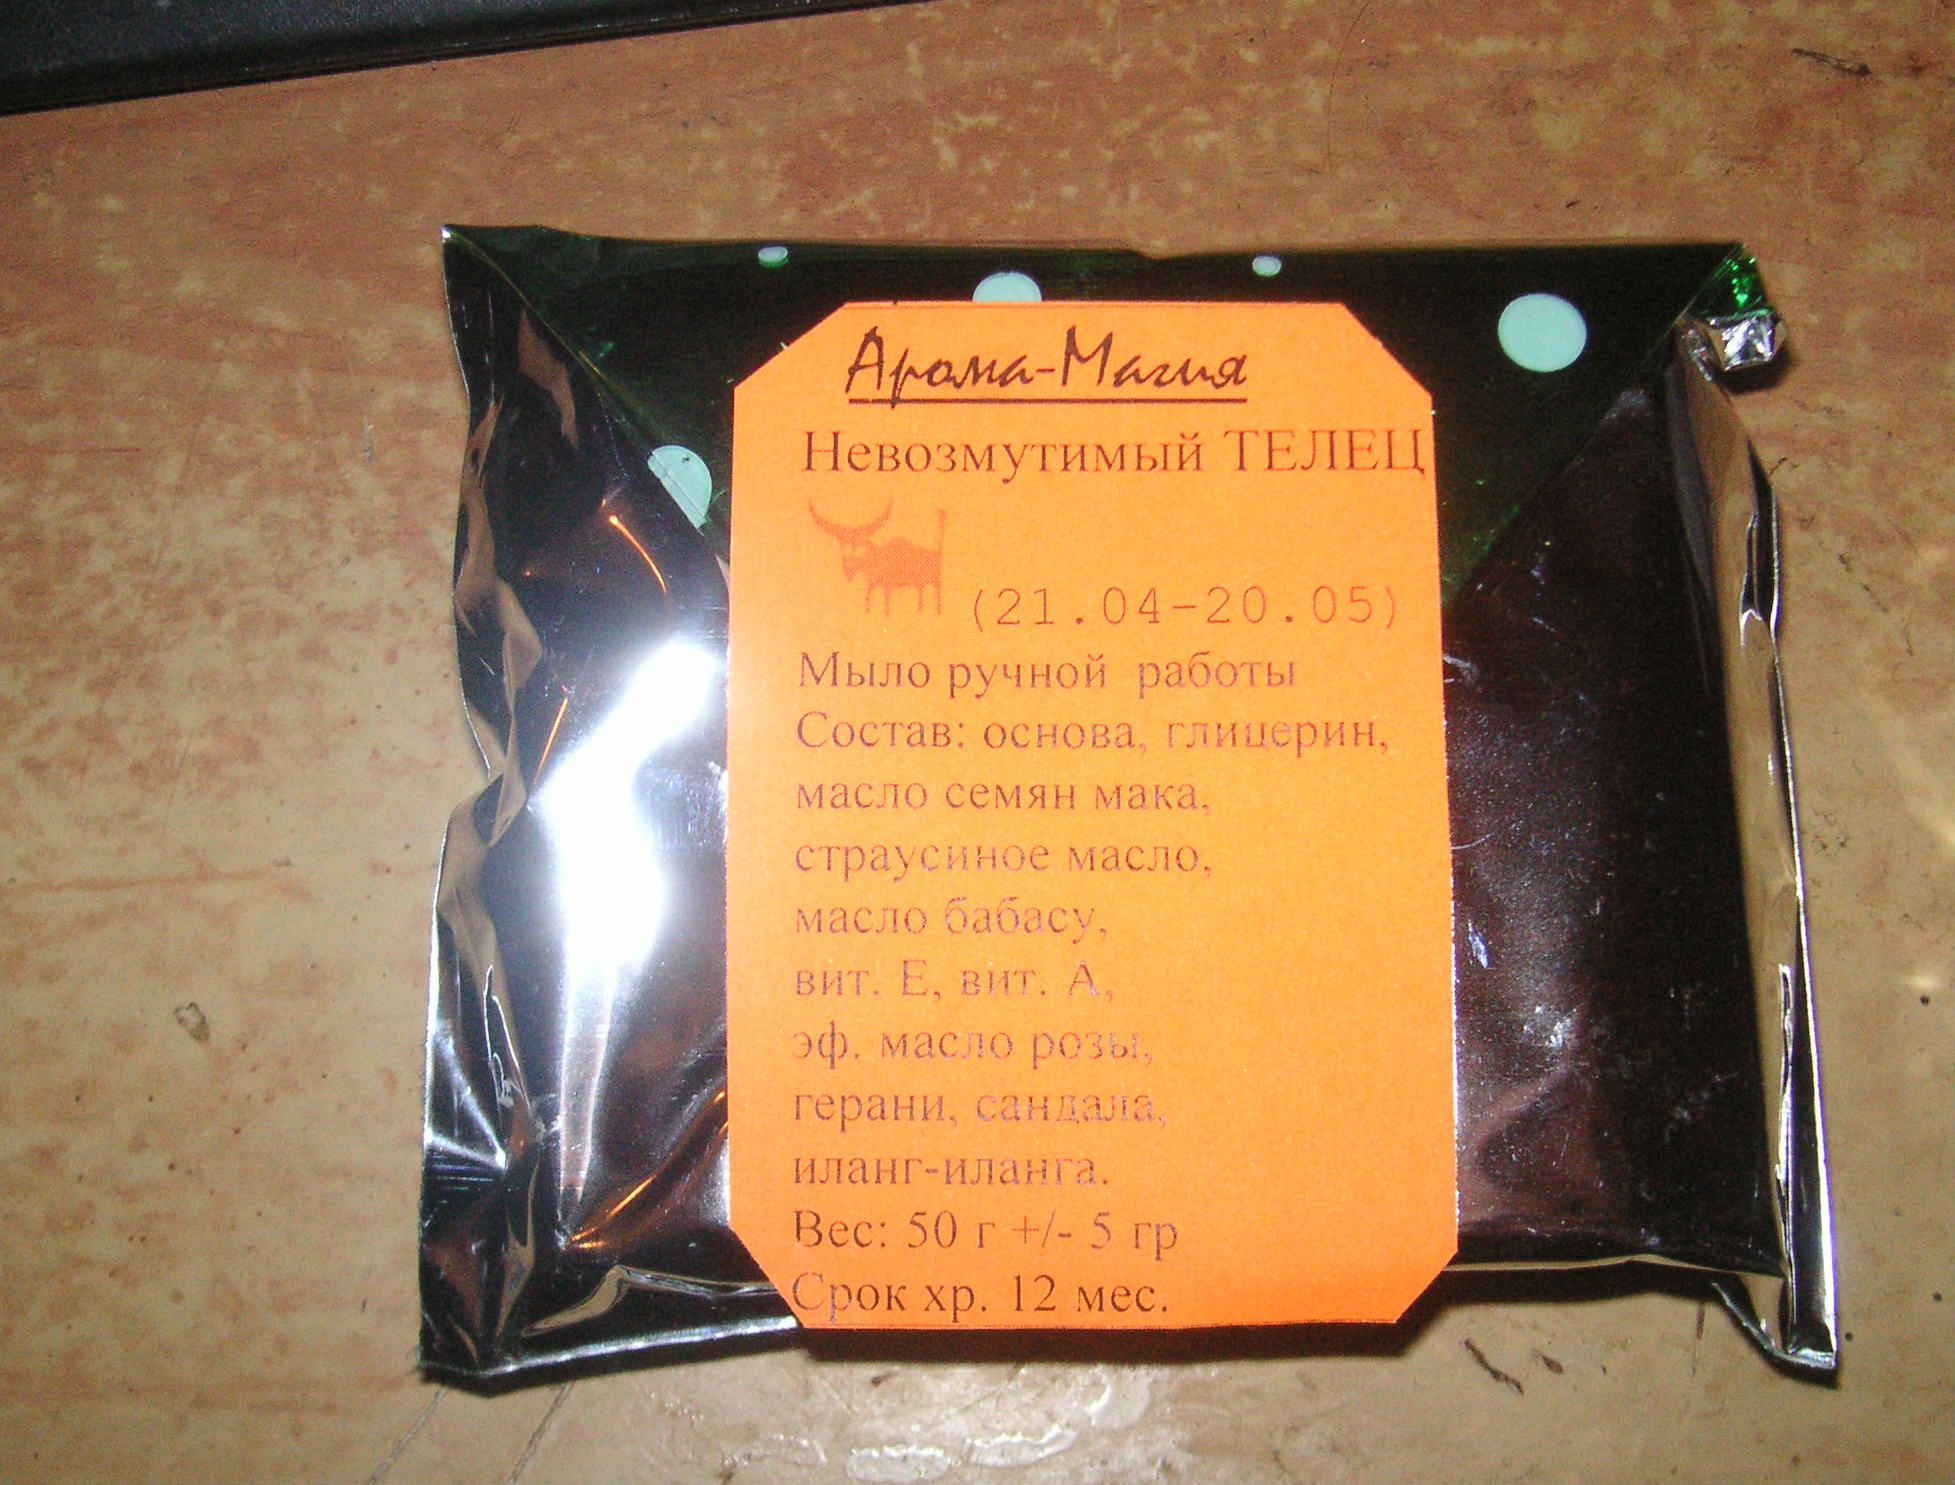 Арома-Магия
Невозмутимый ТЕЛЕЦ
(21.04-20.05)
Мыло ручной работы
Состав: основа, глицерин,
масло семян мака,
страусиное масло,
масло бабасу,
вит. Е, вит. А,
эф. масло розы,
герани, сандала,
иланг-иланга.
Вес: 50 г +/- 5 гр
Срок хр. 12 мес.